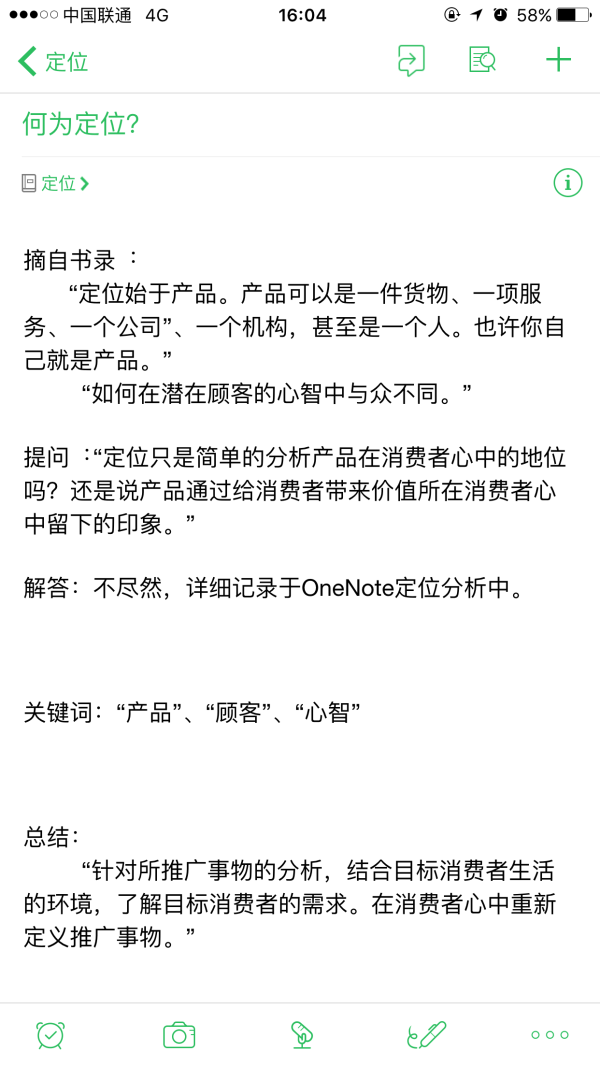 中国联通 4G 16:04 58%
定位
何为定位?
定位
摘自书录 ：
“定位始于产品。产品可以是一件货物、一项服
务、一个公司”、一个机构，甚至是一个人。也许你自
己就是产品。”
“如何在潜在顾客的心智中与众不同。”
提问 ：“定位只是简单的分析产品在消费者心中的地位
吗？还是说产品通过给消费者带来价值所在消费者心
中留下的印象。”
解答：不尽然，详细记录于OneNote定位分析中。
关键词：“产品”、“顾客”、“心智”
总结：
“针对所推广事物的分析，结合目标消费者生活
的环境，了解目标消费者的需求。在消费者心中重新
定义推广事物。”